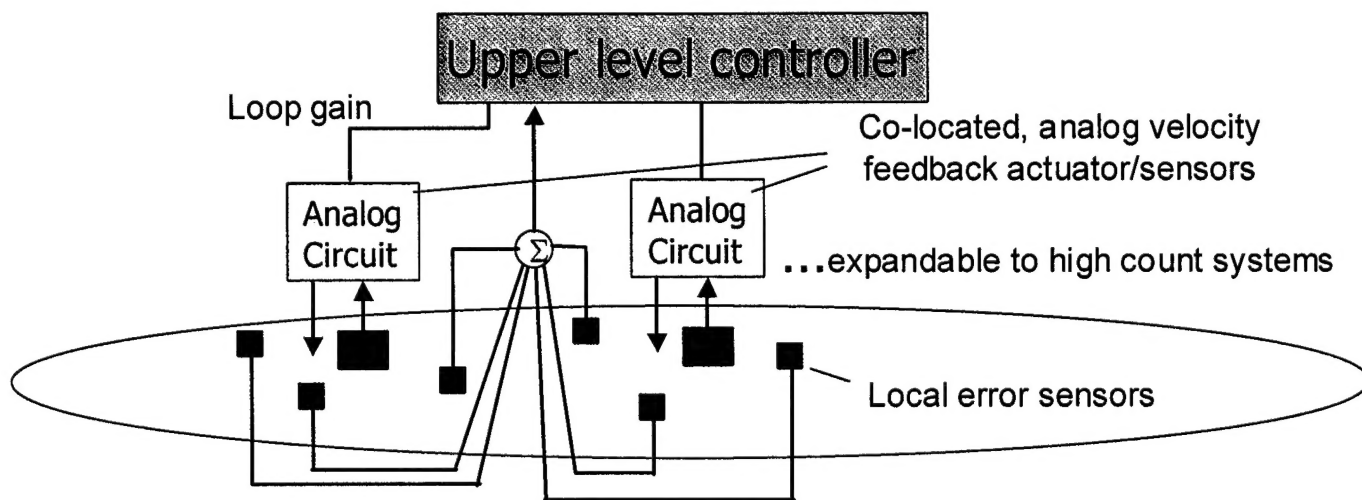 Upper level controller
Loop gain
Co-located, analog velocity
feedback actuator/sensors
Analog
Circuit
Σ
Analog
Circuit
...expandable to high count systems
Local error sensors